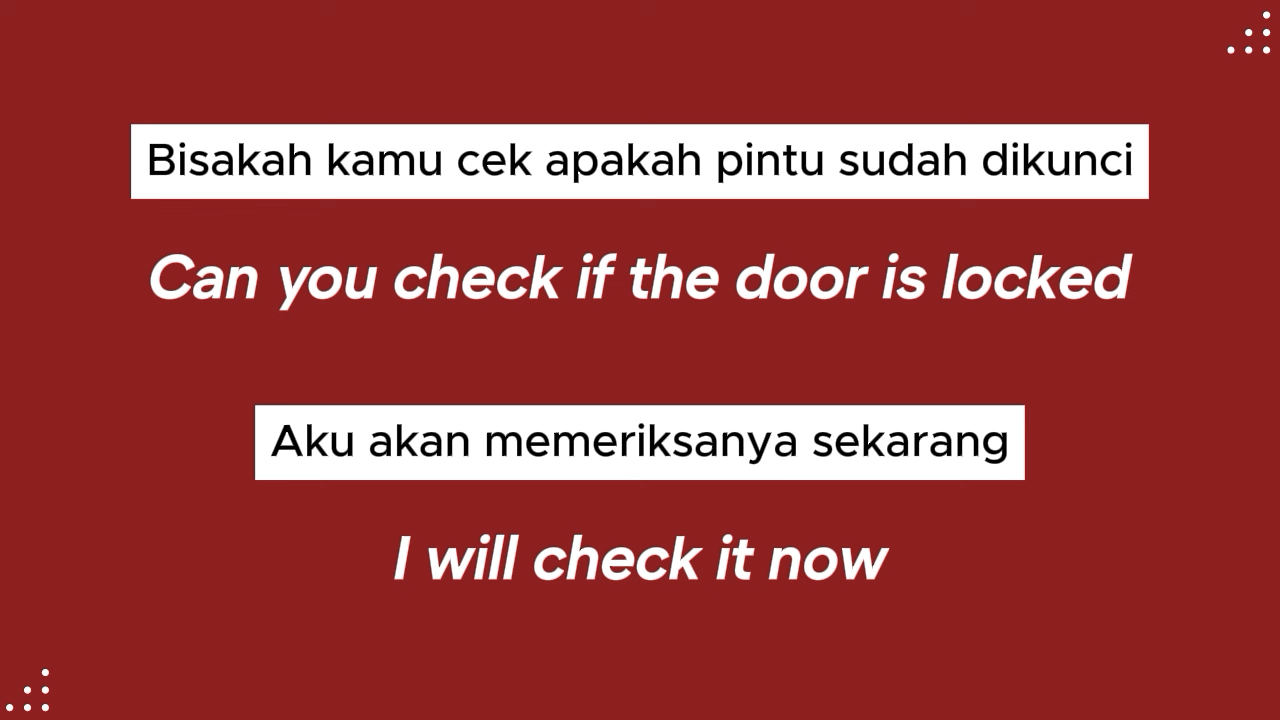 Bisakah kamu cek apakah pintu sudah dikunci
Can you check if the door is locked
Aku akan memeriksanya sekarang
I will check it now